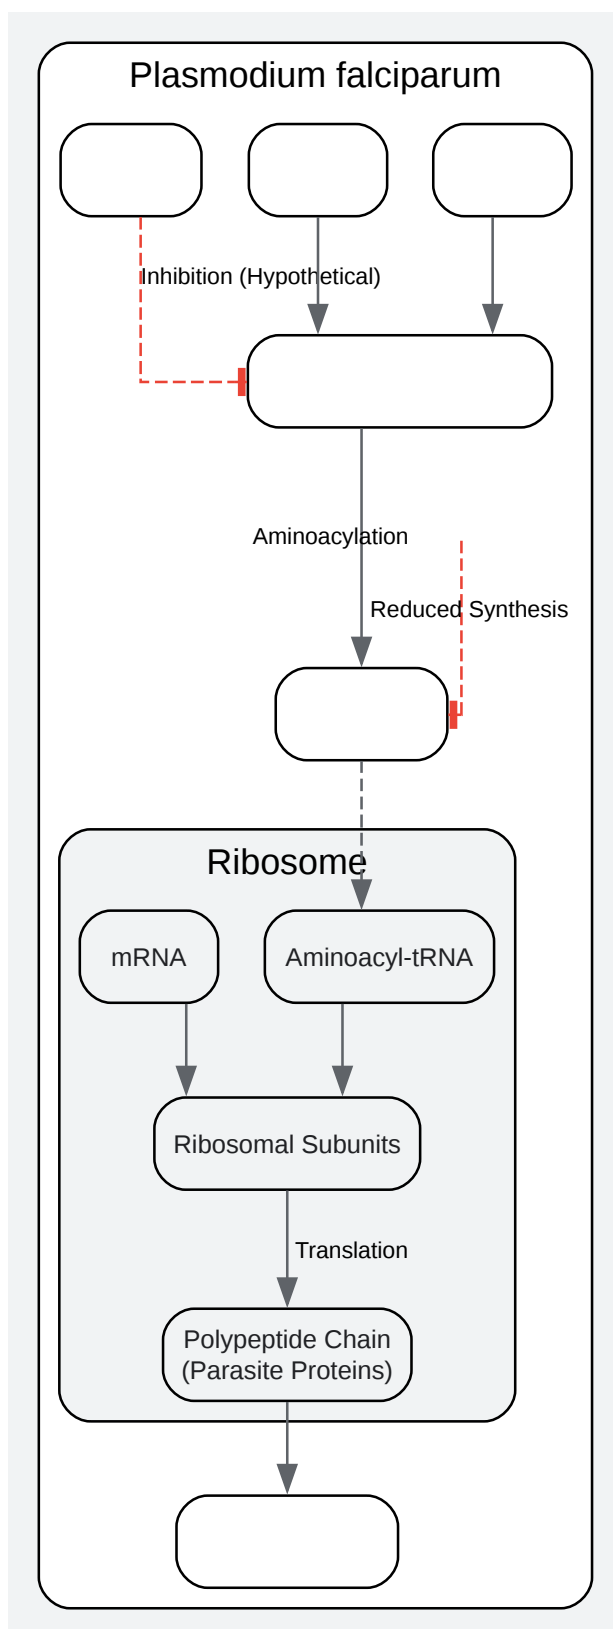 Plasmodium falciparum
Inhibition (Hypothetical)
Aminoacylation
Reduced Synthesis
Ribosome
mRNA
Aminoacyl-tRNA
Ribosomal Subunits
Translation
Polypeptide Chain
(Parasite Proteins)